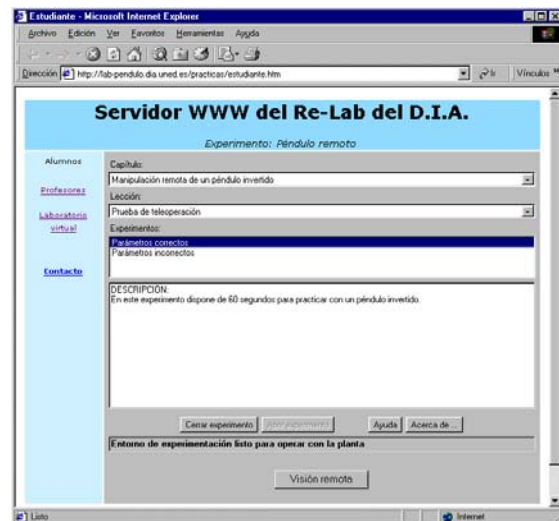 Estudiante - Microsoft Internet Explorer
Archivo Edición Ver Favoritos Herramientas Ayuda
Dirección http://lab-pendulo.dia.uned.es/practicas/estudiante.htm Ir Vínculos
Servidor WWW del Re-Lab del D.I.A.
Experimento: Péndulo remoto
Alumnos
Profesores
Laboratorio
virtual
Contacto
Capítulo:
Manipulación remota de un péndulo invertido
Lección:
Prueba de teleoperación
Experimentos:
Parámetros correctos
Parámetros incorrectos
DESCRIPCIÓN:
En este experimento dispone de 60 segundos para practicar con un péndulo invertido.
Cerrar experimento Abrir experimento Ayuda Acerca de ...
Entorno de experimentación listo para operar con la planta
Visión remota
Listo Internet